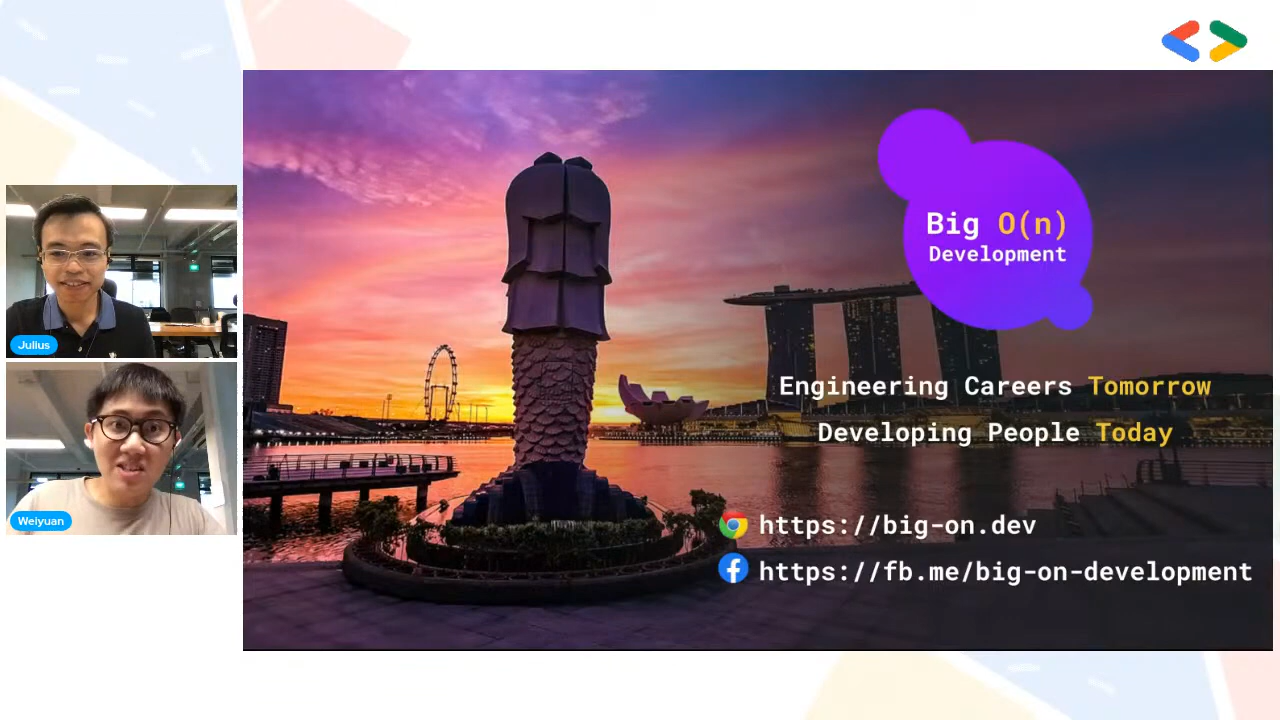 Julius
Weiyuan
Big O(n)
Development
Engineering Careers Tomorrow
Developing People Today
https://big-on.dev
https://fb.me/big-on-development